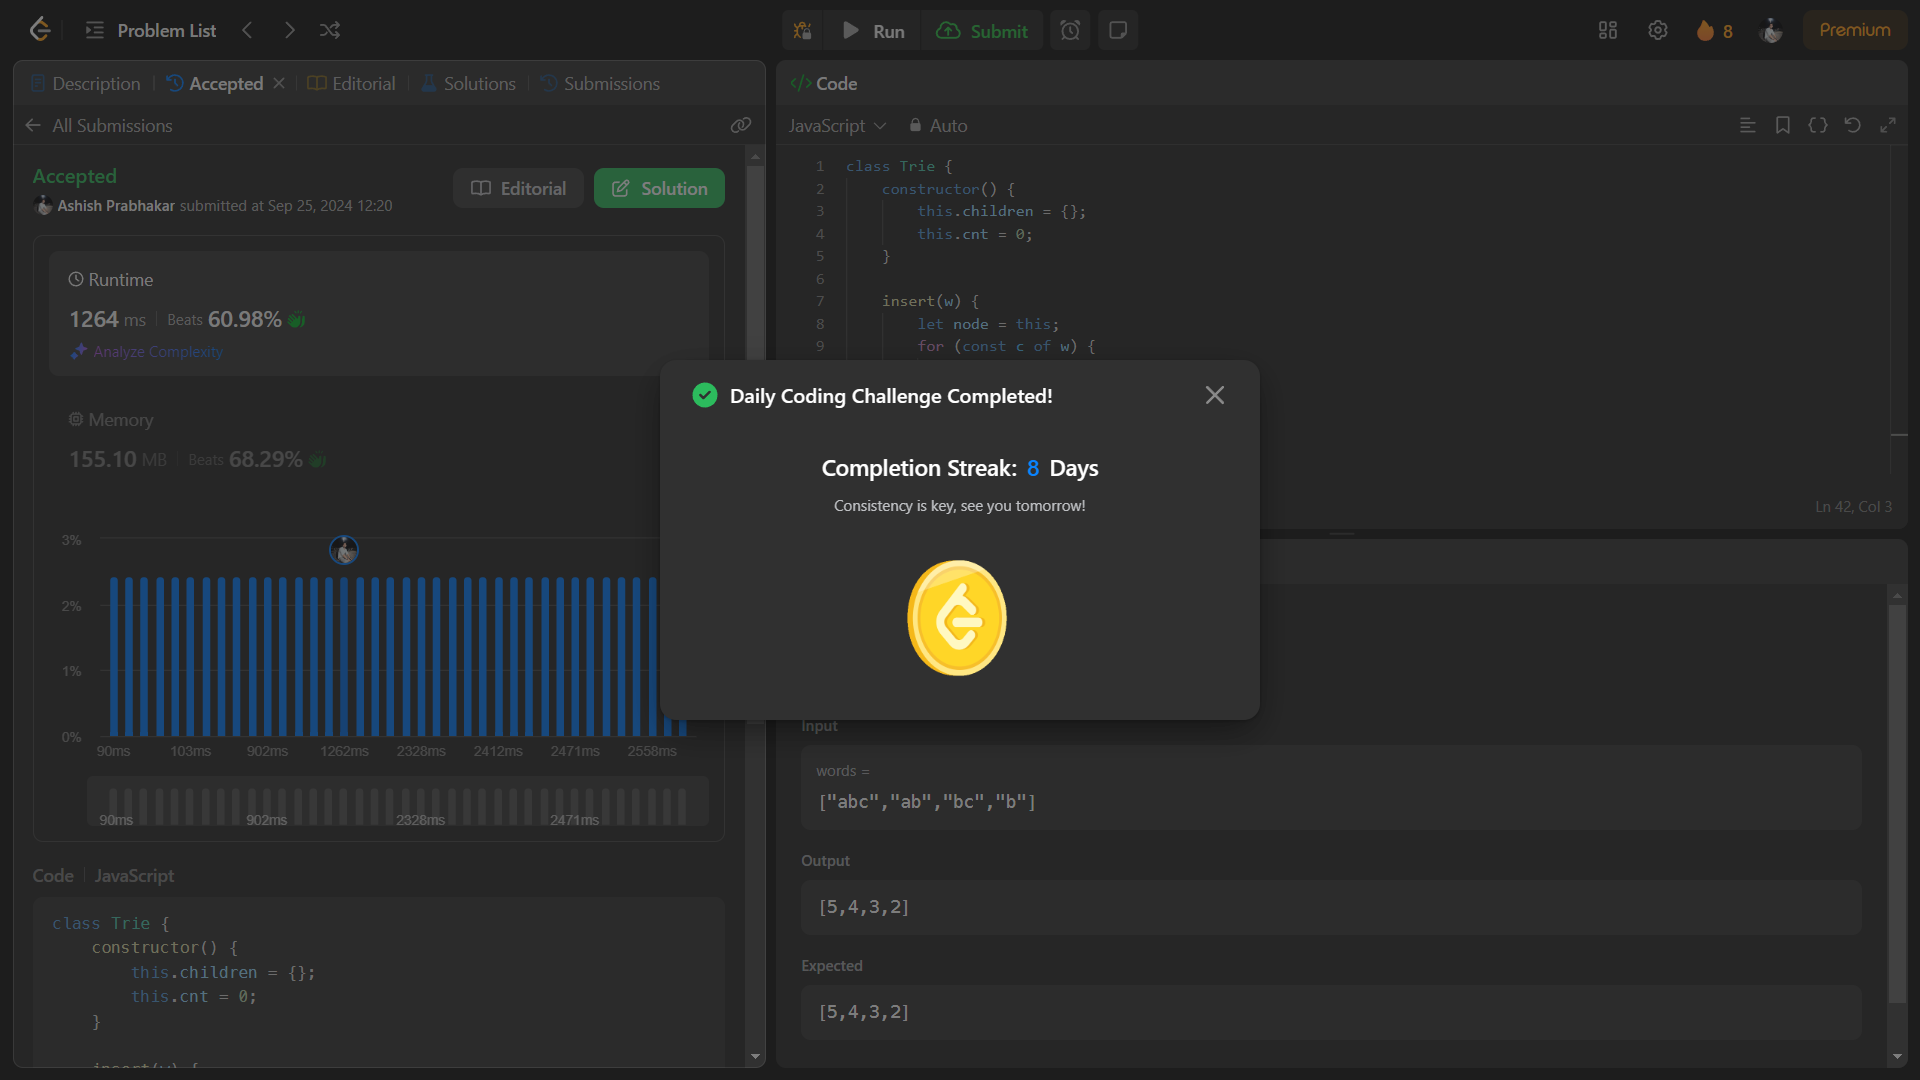 Problem List
Run
Submit
8
Premium
Description
Accepted
Editorial
Solutions
Submissions
All Submissions
Accepted
Ashish Prabhakar submitted at Sep 25, 2024 12:20
Editorial
Solution
Runtime
1264 ms
Beats 60.98%
Analyze Complexity
Memory
155.10 MB
Beats 68.29%
3%
2%
1%
0%
90ms 103ms 902ms 1262ms 2328ms 2412ms 2471ms 2558ms
90ms 902ms 2328ms 2471ms
Code
JavaScript
class Trie {
constructor() {
this.children = {};
this.cnt = 0;
}
insert(w) {
</> Code
JavaScript
Auto
1 class Trie {
2 constructor() {
3 this.children = {};
4 this.cnt = 0;
5 }
6
7 insert(w) {
8 let node = this;
9 for (const c of w) {
Ln 42, Col 3
Daily Coding Challenge Completed!
Completion Streak: 8 Days
Consistency is key, see you tomorrow!
Input
words =
["abc","ab","bc","b"]
Output
[5,4,3,2]
Expected
[5,4,3,2]